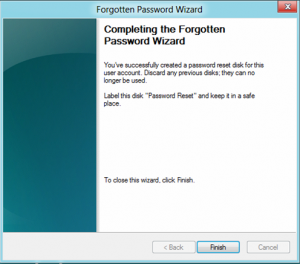 Forgotten Password Wizard
Completing the Forgotten
Password Wizard
You've successfully created a password reset disk for this
user account. Discard any previous disks; they can no
longer be used.
Label this disk "Password Reset" and keep it in a safe
place.
To close this wizard, click Finish.
< Back
Finish
Cancel